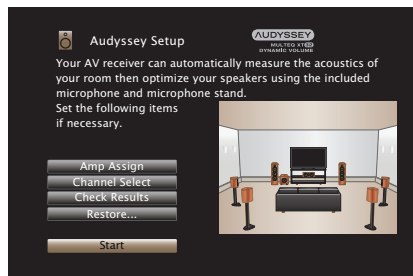 Audyssey Setup
AUDYSSEY
MULTEQ XT32
DYNAMIC VOLUME
Your AV receiver can automatically measure the acoustics of
your room then optimize your speakers using the included
microphone and microphone stand.
Set the following items
if necessary.
Amp Assign
Channel Select
Check Results
Restore...
Start